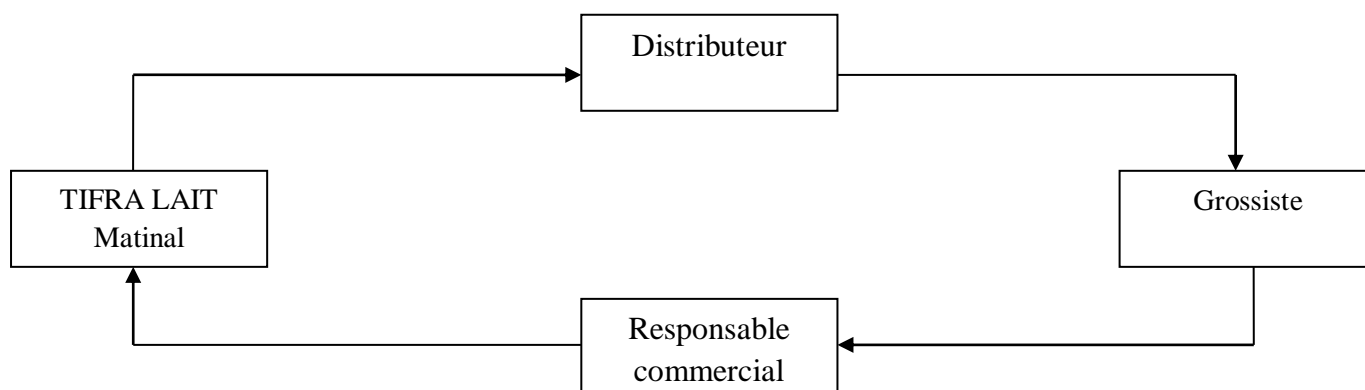 Distributeur
TIFRA LAIT
Matinal
Grossiste
Responsable
commercial